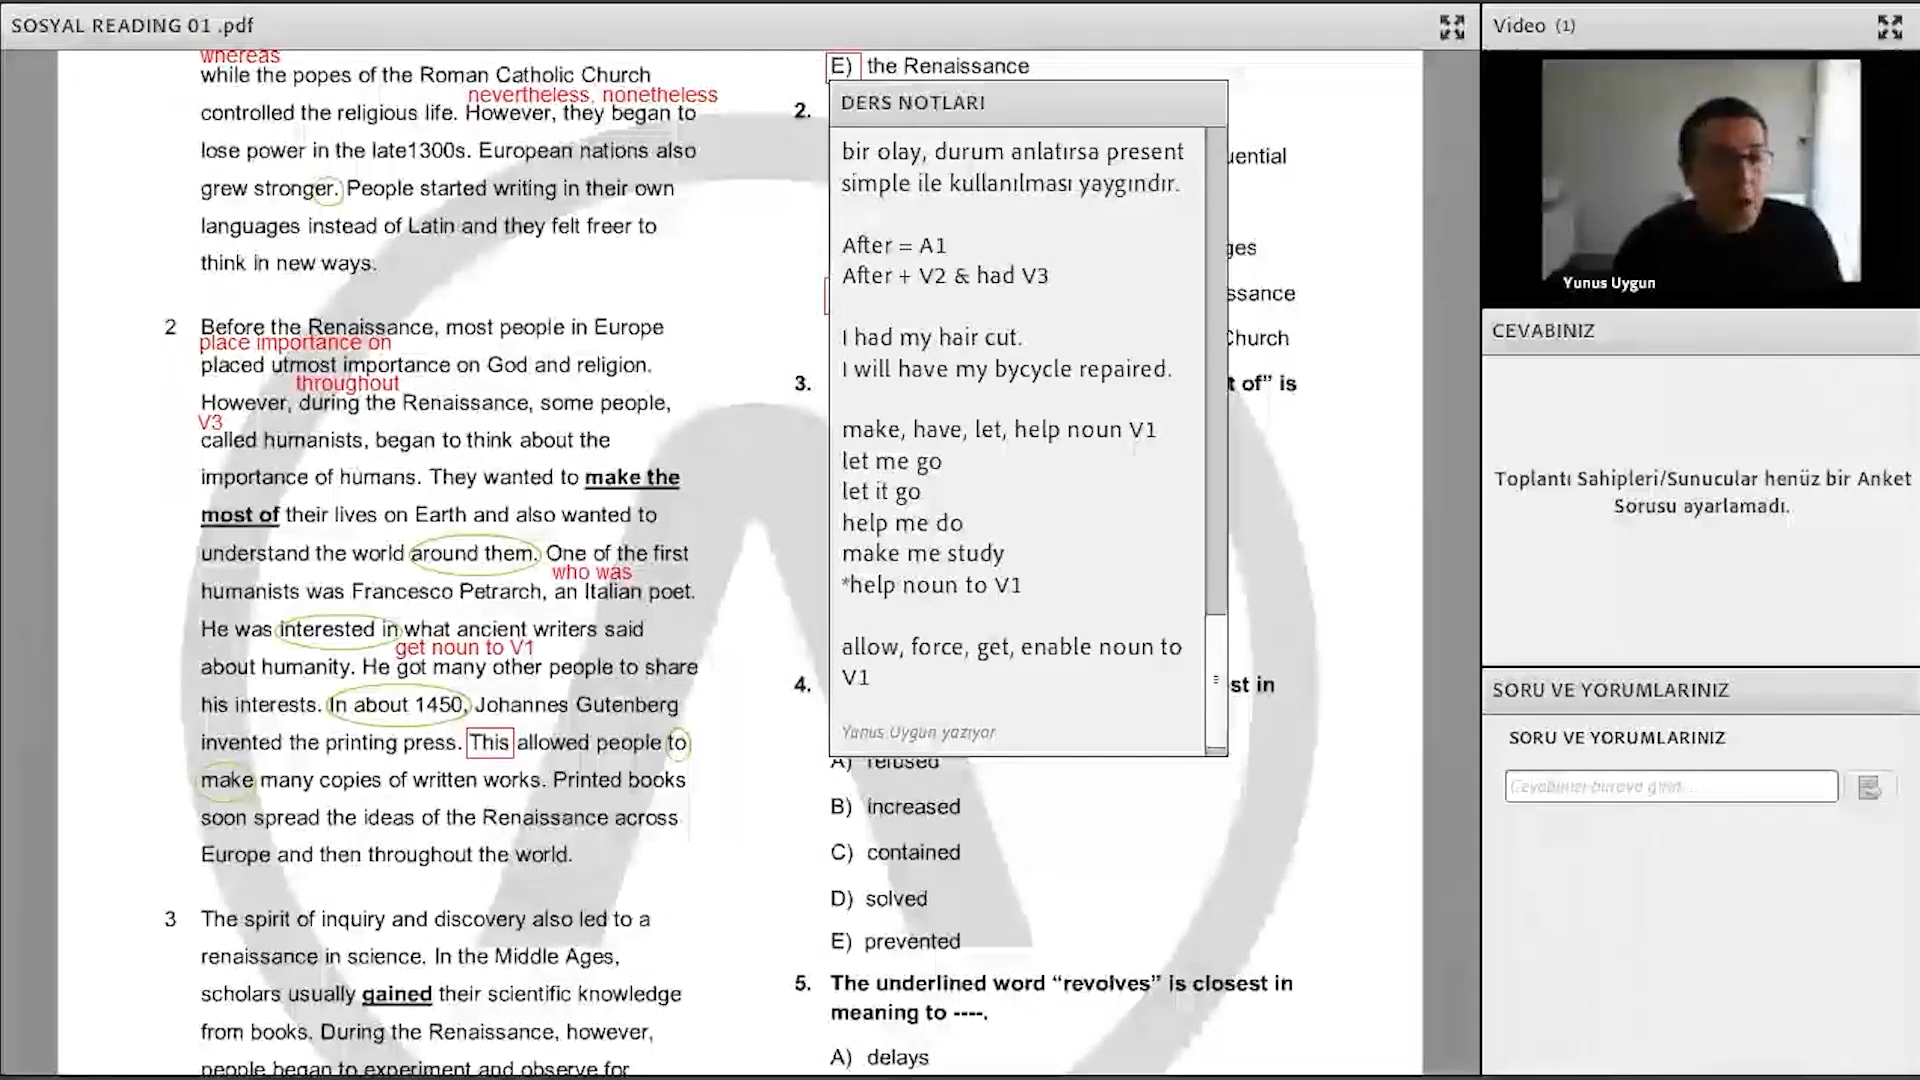 SOSYAL READING 01 .pdf
whereas
while the popes of the Roman Catholic Church
nevertheless, nonetheless
controlled the religious life. However, they began to
lose power in the late1300s. European nations also
grew stronger. People started writing in their own
languages instead of Latin and they felt freer to
think in new ways.
2 Before the Renaissance, most people in Europe
place importance on
placed utmost importance on God and religion.
throughout
However, during the Renaissance, some people,
V3
called humanists, began to think about the
importance of humans. They wanted to make the
most of their lives on Earth and also wanted to
understand the world around them. One of the first
who was
humanists was Francesco Petrarch, an Italian poet.
He was interested in what ancient writers said
get noun to V1
about humanity. He got many other people to share
his interests. In about 1450, Johannes Gutenberg
invented the printing press. This allowed people to
make many copies of written works. Printed books
soon spread the ideas of the Renaissance across
Europe and then throughout the world.
3 The spirit of inquiry and discovery also led to a
renaissance in science. In the Middle Ages,
scholars usually gained their scientific knowledge
from books. During the Renaissance, however,
people began to experiment and observe for
E) the Renaissance
2.
uential
ges
ssance
Church
3.
t of" is
4.
st in
A) refused
B) increased
C) contained
D) solved
E) prevented
5. The underlined word "revolves" is closest in
meaning to ----.
A) delays
DERS NOTLARI
bir olay, durum anlatırsa present
simple ile kullanılması yaygındır.
After = A1
After + V2 & had V3
I had my hair cut.
I will have my bycycle repaired.
make, have, let, help noun V1
let me go
let it go
help me do
make me study
*help noun to V1
allow, force, get, enable noun to
V1
Yunus Uygun yazıyor
Video (1)
Yunus Uygun
CEVABINIZ
Toplantı Sahipleri/Sunucular henüz bir Anket
Sorusu ayarlamadı.
SORU VE YORUMLARINIZ
SORU VE YORUMLARINIZ
Cevabınızı buraya girin...